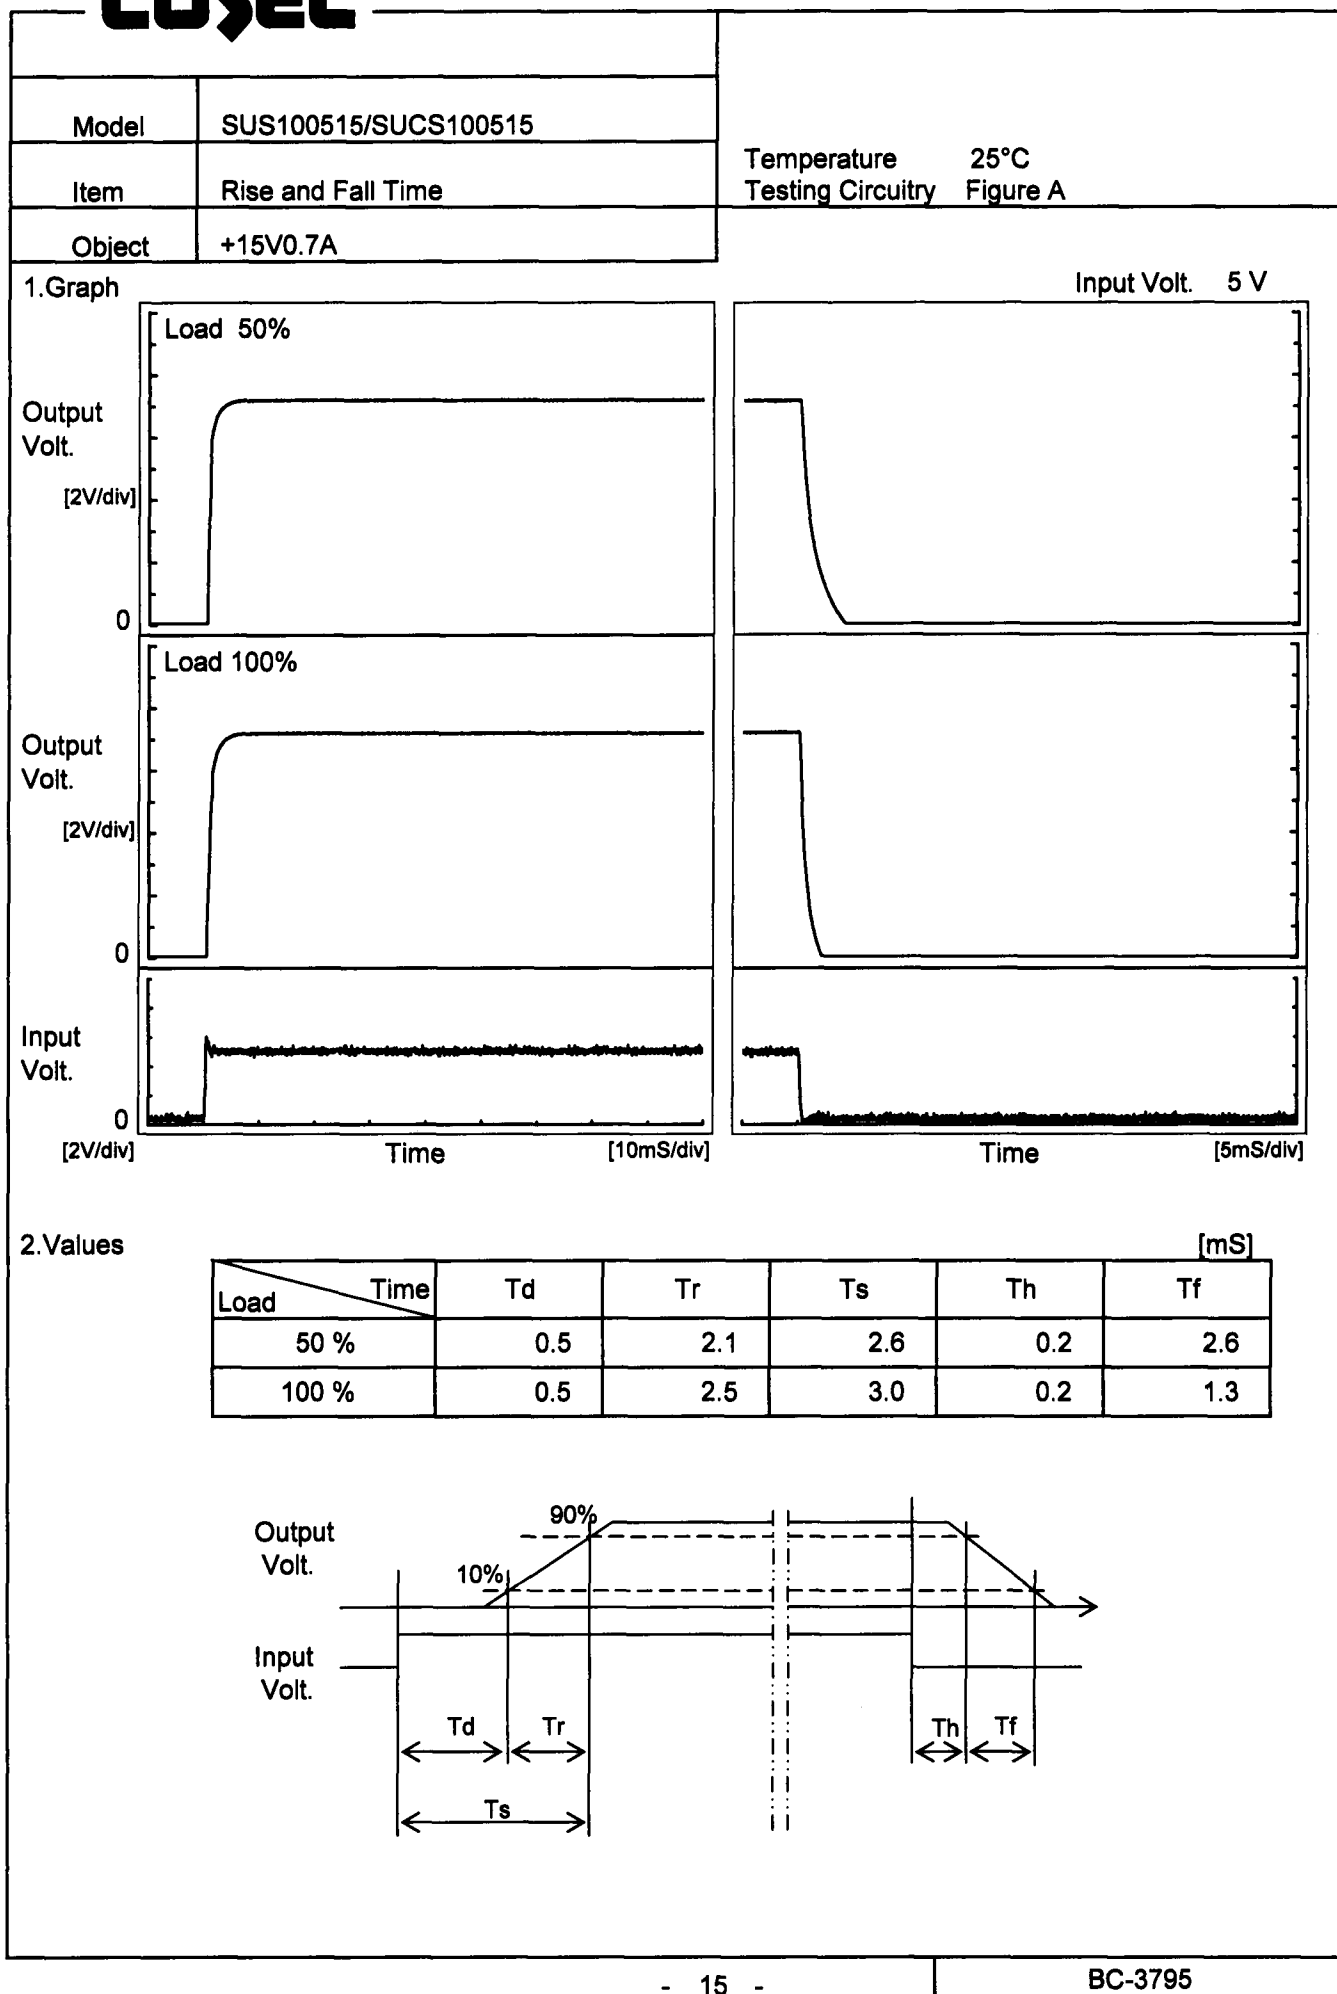 COSEL
Model SUS100515/SUCS100515
Item Rise and Fall Time
Object +15V0.7A
Temperature 25°C
Testing Circuitry Figure A
1.Graph
Input Volt. 5 V
Load 50%
Output
Volt.
[2V/div]
0
Load 100%
Output
Volt.
[2V/div]
0
Input
Volt.
0
[2V/div]
Time
[10mS/div]
Time
[5mS/div]
2.Values
[mS]
Time
Load
Td Tr Ts Th Tf
50 % 0.5 2.1 2.6 0.2 2.6
100 % 0.5 2.5 3.0 0.2 1.3
90%
Output
Volt.
10%
Input
Volt.
Td Tr Th Tf
Ts
- 15 -
BC-3795